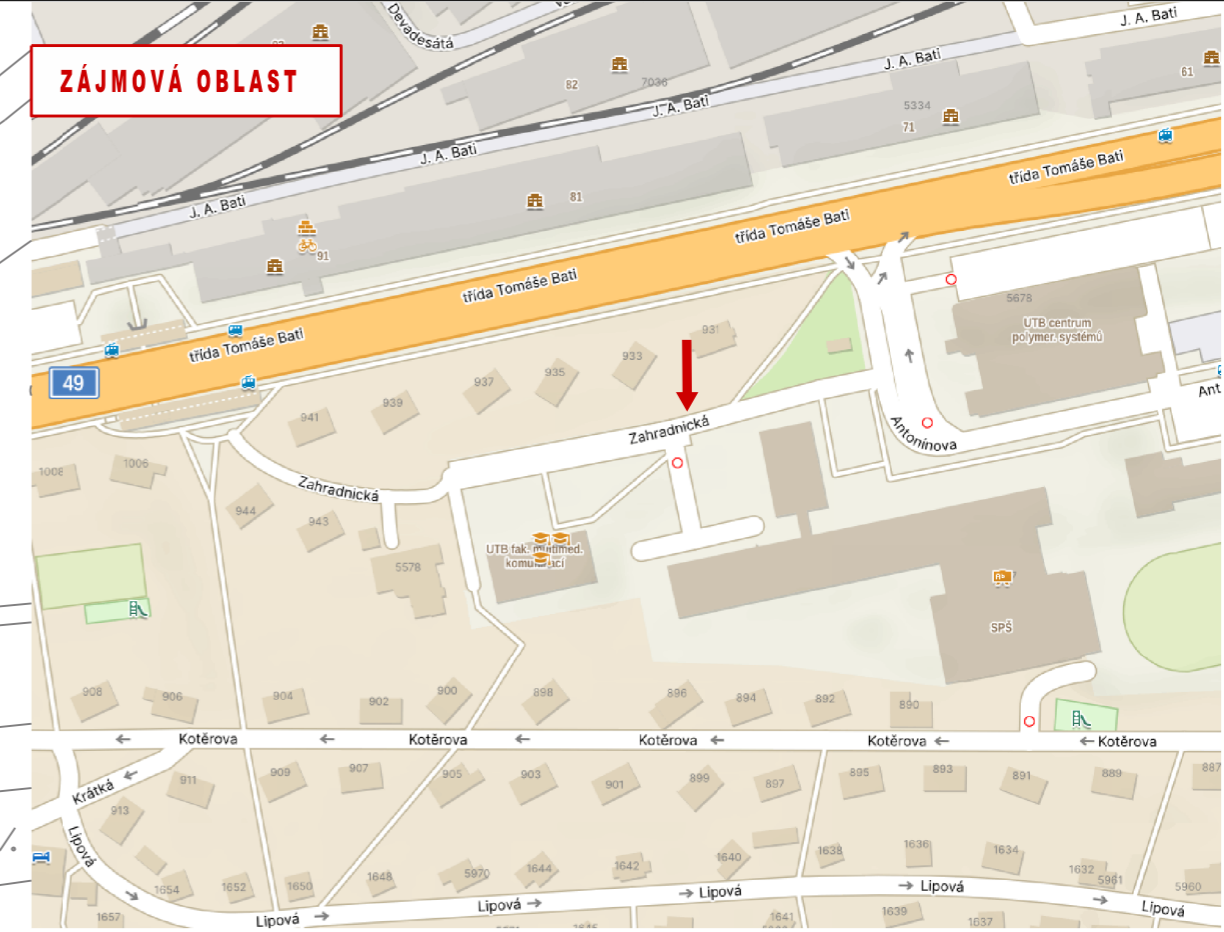 Devadesátá
J. A. Bati
ZÁJMOVÁ OBLAST
82
7036
J. A. Bati
61
J. A. Bati
5334
71
J. A. Bati
třída Tomáše Bati
81
J. A. Bati
třída Tomáše Bati
91
třída Tomáše Bati
5678
UTB centrum
polymer. systémů
třída Tomáše Bati
931
933
935
937
939
941
49
Ant
Zahradnická
Antonínova
1008
1006
Zahradnická
944
943
UTB fak. multimed.
komunikací
5578
SPŠ
908
906
904
902
900
898
896
894
892
890
Kotěrova
Kotěrova
Kotěrova
Kotěrova
Kotěrova
911
909
907
905
903
901
899
897
895
893
891
889
887
Krátká
913
Lipová
1654
1652
1650
1648
5970
1644
1642
1640
1638
1636
1634
1632
5961
5960
Lipová
Lipová
Lipová
Lipová
Lipová
1657
1641
1639
1637